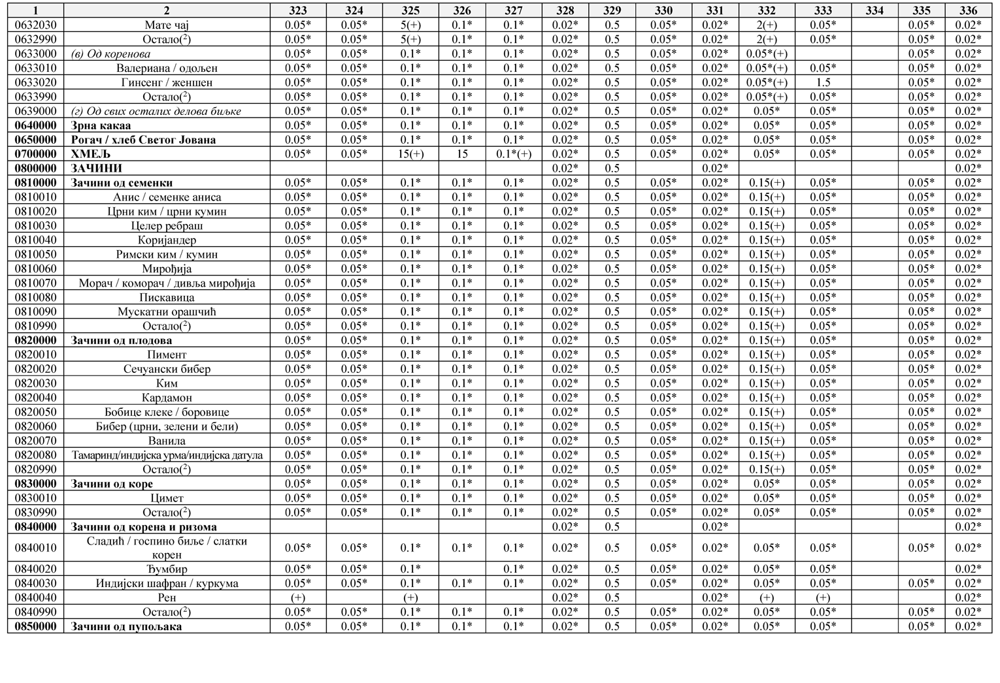 1 2 323 324 325 326 327 328 329 330 331 332 333 334 335 336
0632030 Мате чај 0.05* 0.05* 5(+) 0.1* 0.1* 0.02* 0.5 0.05* 0.02* 2(+) 0.05* 0.05* 0.02*
0632990 Остало(2) 0.05* 0.05* 5(+) 0.1* 0.1* 0.02* 0.5 0.05* 0.02* 2(+) 0.05* 0.05* 0.02*
0633000 (в) Од коренова 0.05* 0.05* 0.1* 0.1* 0.1* 0.02* 0.5 0.05* 0.02* 0.05*(+) 0.05* 0.02*
0633010 Валериана / одољен 0.05* 0.05* 0.1* 0.1* 0.1* 0.02* 0.5 0.05* 0.02* 0.05*(+) 0.05* 0.05* 0.02*
0633020 Гинсенг / женшен 0.05* 0.05* 0.1* 0.1* 0.1* 0.02* 0.5 0.05* 0.02* 0.05*(+) 1.5 0.05* 0.02*
0633990 Остало(2) 0.05* 0.05* 0.1* 0.1* 0.1* 0.02* 0.5 0.05* 0.02* 0.05*(+) 0.05* 0.05* 0.02*
0639000 (г) Од свих осталих делова биљке 0.05* 0.05* 0.1* 0.1* 0.1* 0.02* 0.5 0.05* 0.02* 0.05* 0.05* 0.05* 0.02*
0640000 Зрна какаа 0.05* 0.05* 0.1* 0.1* 0.1* 0.02* 0.5 0.05* 0.02* 0.05* 0.05* 0.05* 0.02*
0650000 Рогач / хлеб Светог Јована 0.05* 0.05* 0.1* 0.1* 0.1* 0.02* 0.5 0.05* 0.02* 0.05* 0.05* 0.05* 0.02*
0700000 ХМЕЉ 0.05* 0.05* 15(+) 15 0.1*(+) 0.02* 0.5 0.05* 0.02* 0.05* 0.05* 0.05* 0.02*
0800000 ЗАЧИНИ 0.02* 0.5 0.02* 0.02*
0810000 Зачини од семенки 0.05* 0.05* 0.1* 0.1* 0.1* 0.02* 0.5 0.05* 0.02* 0.15(+) 0.05* 0.05* 0.02*
0810010 Анис / семенке аниса 0.05* 0.05* 0.1* 0.1* 0.1* 0.02* 0.5 0.05* 0.02* 0.15(+) 0.05* 0.05* 0.02*
0810020 Црни ким / црни кумин 0.05* 0.05* 0.1* 0.1* 0.1* 0.02* 0.5 0.05* 0.02* 0.15(+) 0.05* 0.05* 0.02*
0810030 Целер ребраш 0.05* 0.05* 0.1* 0.1* 0.1* 0.02* 0.5 0.05* 0.02* 0.15(+) 0.05* 0.05* 0.02*
0810040 Коријандер 0.05* 0.05* 0.1* 0.1* 0.1* 0.02* 0.5 0.05* 0.02* 0.15(+) 0.05* 0.05* 0.02*
0810050 Римски ким / кумин 0.05* 0.05* 0.1* 0.1* 0.1* 0.02* 0.5 0.05* 0.02* 0.15(+) 0.05* 0.05* 0.02*
0810060 Мирођија 0.05* 0.05* 0.1* 0.1* 0.1* 0.02* 0.5 0.05* 0.02* 0.15(+) 0.05* 0.05* 0.02*
0810070 Морач / коморач / дивља мирођија 0.05* 0.05* 0.1* 0.1* 0.1* 0.02* 0.5 0.05* 0.02* 0.15(+) 0.05* 0.05* 0.02*
0810080 Пискавица 0.05* 0.05* 0.1* 0.1* 0.1* 0.02* 0.5 0.05* 0.02* 0.15(+) 0.05* 0.05* 0.02*
0810090 Мускатни орашчић 0.05* 0.05* 0.1* 0.1* 0.1* 0.02* 0.5 0.05* 0.02* 0.15(+) 0.05* 0.05* 0.02*
0810990 Остало(2) 0.05* 0.05* 0.1* 0.1* 0.1* 0.02* 0.5 0.05* 0.02* 0.15(+) 0.05* 0.05* 0.02*
0820000 Зачини од плодова 0.05* 0.05* 0.1* 0.1* 0.1* 0.02* 0.5 0.05* 0.02* 0.15(+) 0.05* 0.05* 0.02*
0820010 Пимент 0.05* 0.05* 0.1* 0.1* 0.1* 0.02* 0.5 0.05* 0.02* 0.15(+) 0.05* 0.05* 0.02*
0820020 Сечуански бибер 0.05* 0.05* 0.1* 0.1* 0.1* 0.02* 0.5 0.05* 0.02* 0.15(+) 0.05* 0.05* 0.02*
0820030 Ким 0.05* 0.05* 0.1* 0.1* 0.1* 0.02* 0.5 0.05* 0.02* 0.15(+) 0.05* 0.05* 0.02*
0820040 Кардамон 0.05* 0.05* 0.1* 0.1* 0.1* 0.02* 0.5 0.05* 0.02* 0.15(+) 0.05* 0.05* 0.02*
0820050 Бобице клеке / боровице 0.05* 0.05* 0.1* 0.1* 0.1* 0.02* 0.5 0.05* 0.02* 0.15(+) 0.05* 0.05* 0.02*
0820060 Бибер (црни, зелени и бели) 0.05* 0.05* 0.1* 0.1* 0.1* 0.02* 0.5 0.05* 0.02* 0.15(+) 0.05* 0.05* 0.02*
0820070 Ванила 0.05* 0.05* 0.1* 0.1* 0.1* 0.02* 0.5 0.05* 0.02* 0.15(+) 0.05* 0.05* 0.02*
0820080 Тамаринд/индијска урма/индијска датула 0.05* 0.05* 0.1* 0.1* 0.1* 0.02* 0.5 0.05* 0.02* 0.15(+) 0.05* 0.05* 0.02*
0820990 Остало(2) 0.05* 0.05* 0.1* 0.1* 0.1* 0.02* 0.5 0.05* 0.02* 0.15(+) 0.05* 0.05* 0.02*
0830000 Зачини од коре 0.05* 0.05* 0.1* 0.1* 0.1* 0.02* 0.5 0.05* 0.02* 0.05* 0.05* 0.05* 0.02*
0830010 Цимет 0.05* 0.05* 0.1* 0.1* 0.1* 0.02* 0.5 0.05* 0.02* 0.05* 0.05* 0.05* 0.02*
0830990 Остало(2) 0.05* 0.05* 0.1* 0.1* 0.1* 0.02* 0.5 0.05* 0.02* 0.05* 0.05* 0.05* 0.02*
0840000 Зачини од корена и ризома 0.02* 0.5 0.02* 0.02*
0840010 Сладић / госпино биље / слатки
корен 0.05* 0.05* 0.1* 0.1* 0.1* 0.02* 0.5 0.05* 0.02* 0.05* 0.05* 0.05* 0.02*
0840020 Ђумбир 0.05* 0.05* 0.1* 0.1* 0.02* 0.5 0.05* 0.02* 0.05* 0.05* 0.02*
0840030 Индијски шафран / куркума 0.05* 0.05* 0.1* 0.1* 0.1* 0.02* 0.5 0.05* 0.02* 0.05* 0.05* 0.05* 0.02*
0840040 Рен (+) (+) 0.02* 0.5 0.02* (+) (+) 0.02*
0840990 Остало(2) 0.05* 0.05* 0.1* 0.1* 0.1* 0.02* 0.5 0.05* 0.02* 0.05* 0.05* 0.05* 0.02*
0850000 Зачини од пупољака 0.05* 0.05* 0.1* 0.1* 0.1* 0.02* 0.5 0.05* 0.02* 0.05* 0.05* 0.05* 0.02*